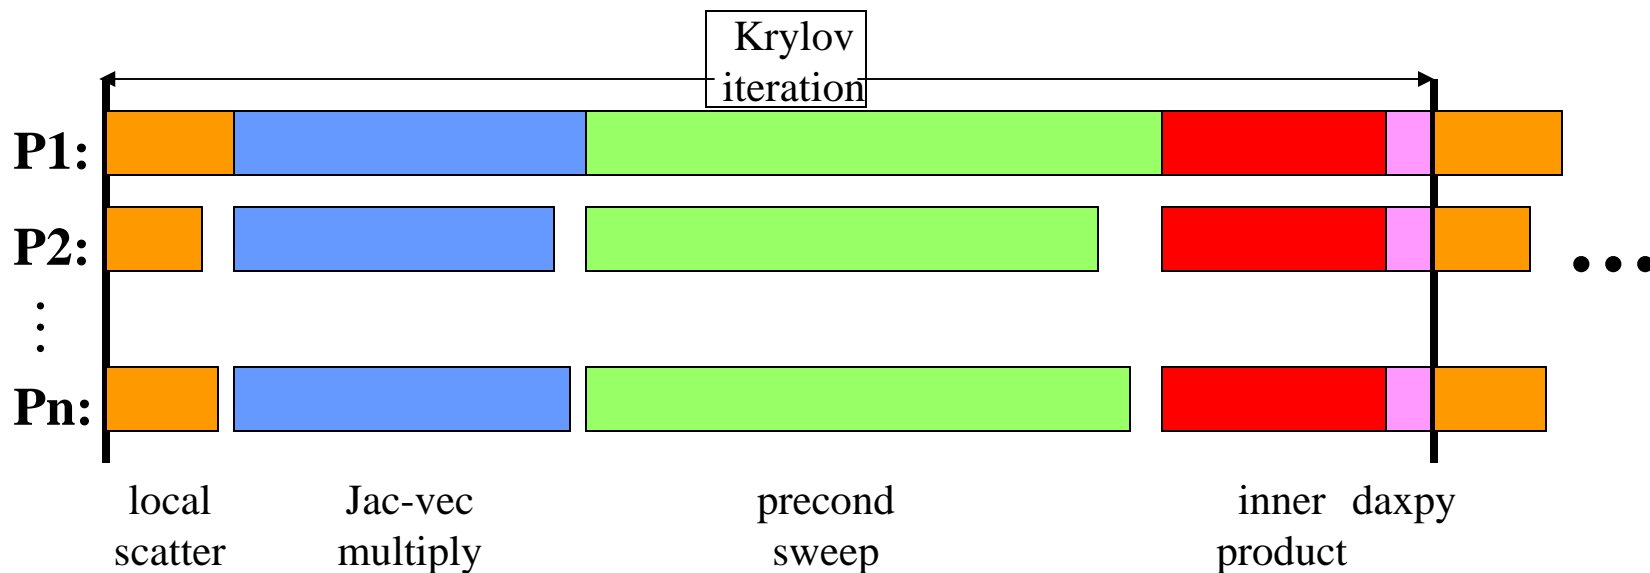 Krylov
iteration
P1:
P2:
Pn:
local
scatter
Jac-vec
multiply
precond
sweep
inner
product
daxpy